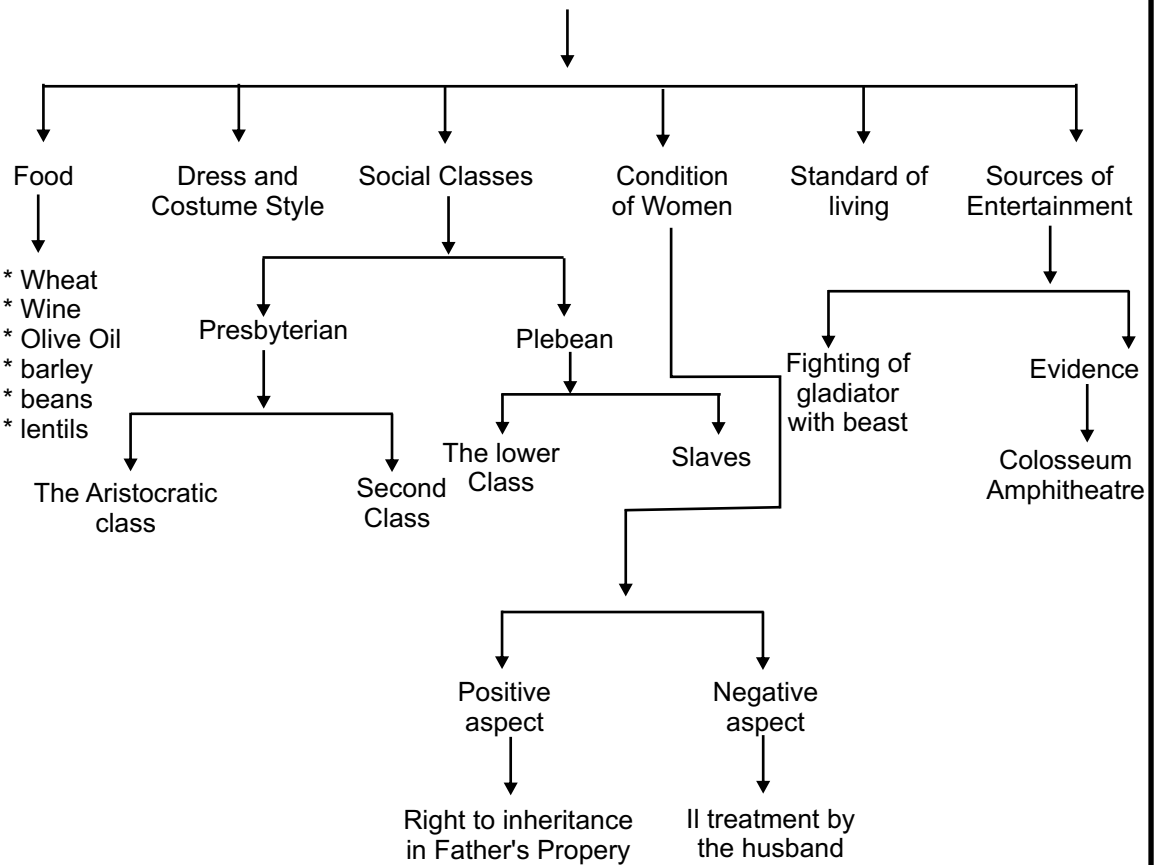 Food
Dress and
Costume Style
Social Classes
Condition
of Women
Standard of
living
Sources of
Entertainment
* Wheat
* Wine
* Olive Oil
* barley
* beans
* lentils
Presbyterian
Plebean
Fighting of
gladiator
with beast
Evidence
The Aristocratic
class
Second
Class
The lower
Class
Slaves
Colosseum
Amphitheatre
Positive
aspect
Negative
aspect
Right to inheritance
in Father's Propery
Il treatment by
the husband